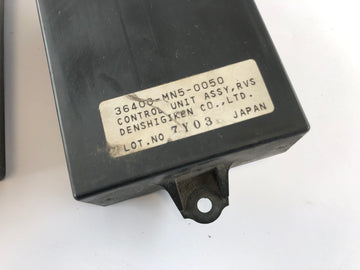 36400-MN5-0050
CONTROL UNIT ASSY,RVS
DENSHIGIKEN CO.,LTD.
LOT.NO 7Y03 JAPAN